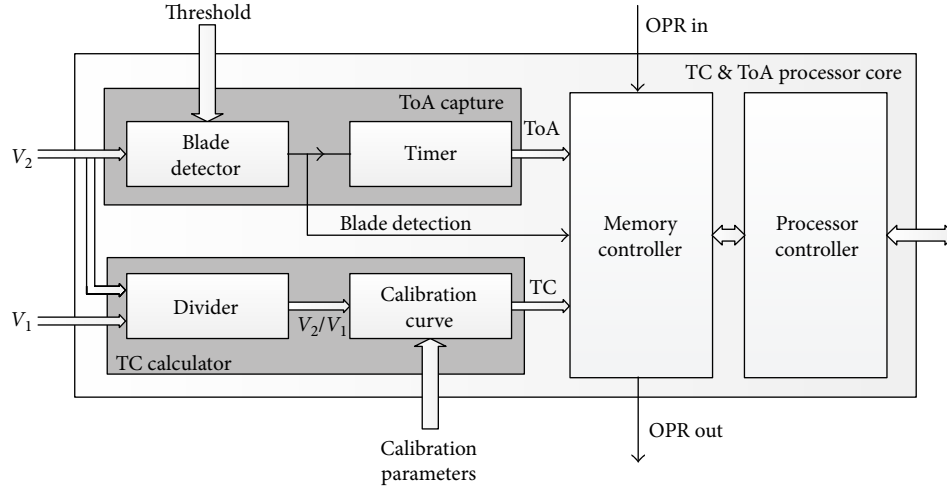 Threshold
OPR in
TC & ToA processor core
ToA capture
ToA
V2
Blade
detector
Timer
Blade detection
Memory
controller
Processor
controller
Divider
V2/V1
Calibration
curve
TC
V1
TC calculator
OPR out
Calibration
parameters